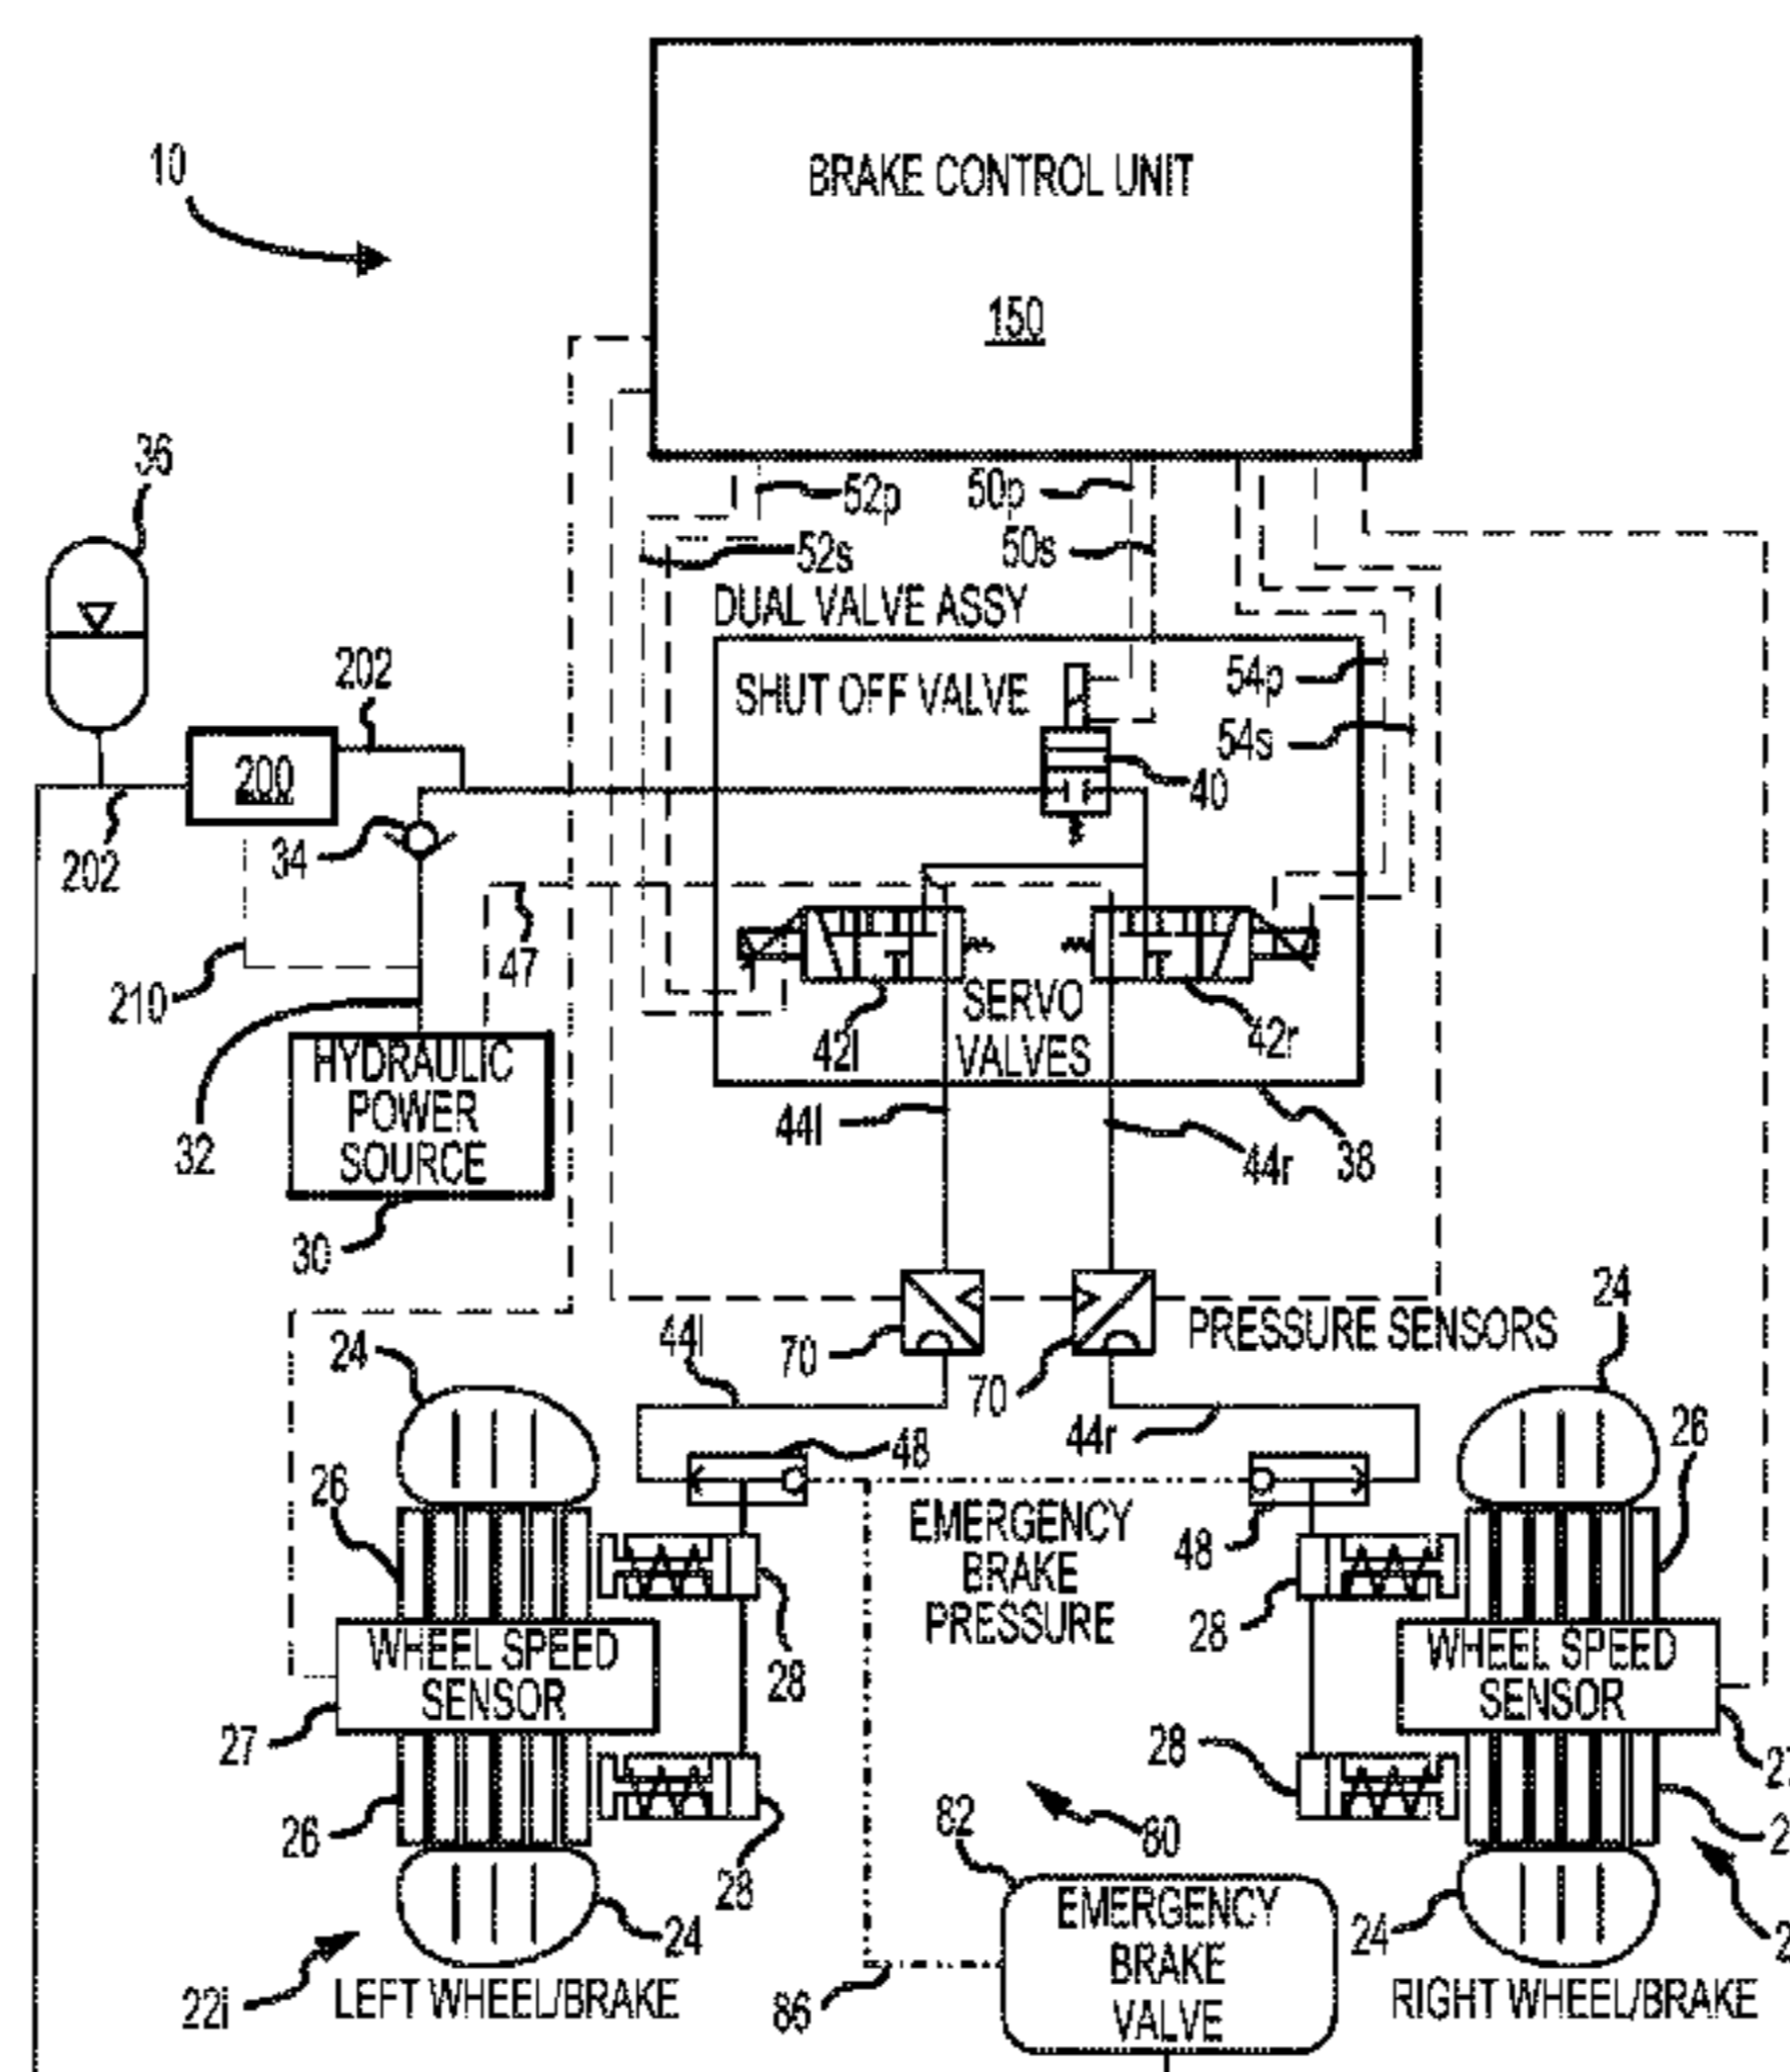 BRAKE CONTROL UNIT
10
150
36
52p
50p
52s
50s
DUAL VALVE ASSY
202
SHUT OFF VALVE
54p
54s
200
40
34
202
47
210
SERVO
VALVES
42l
42r
HYDRAULIC
POWER
SOURCE
32
44l
44r
38
30
24
70
70
PRESSURE SENSORS
24
44l
44r
48
26
26
EMERGENCY
BRAKE
PRESSURE
48
28
28
WHEEL SPEED
SENSOR
WHEEL SPEED
SENSOR
27
28
26
28
82
80
24
EMERGENCY
BRAKE
VALVE
24
22i
LEFT WHEEL/BRAKE
86
RIGHT WHEEL/BRAKE